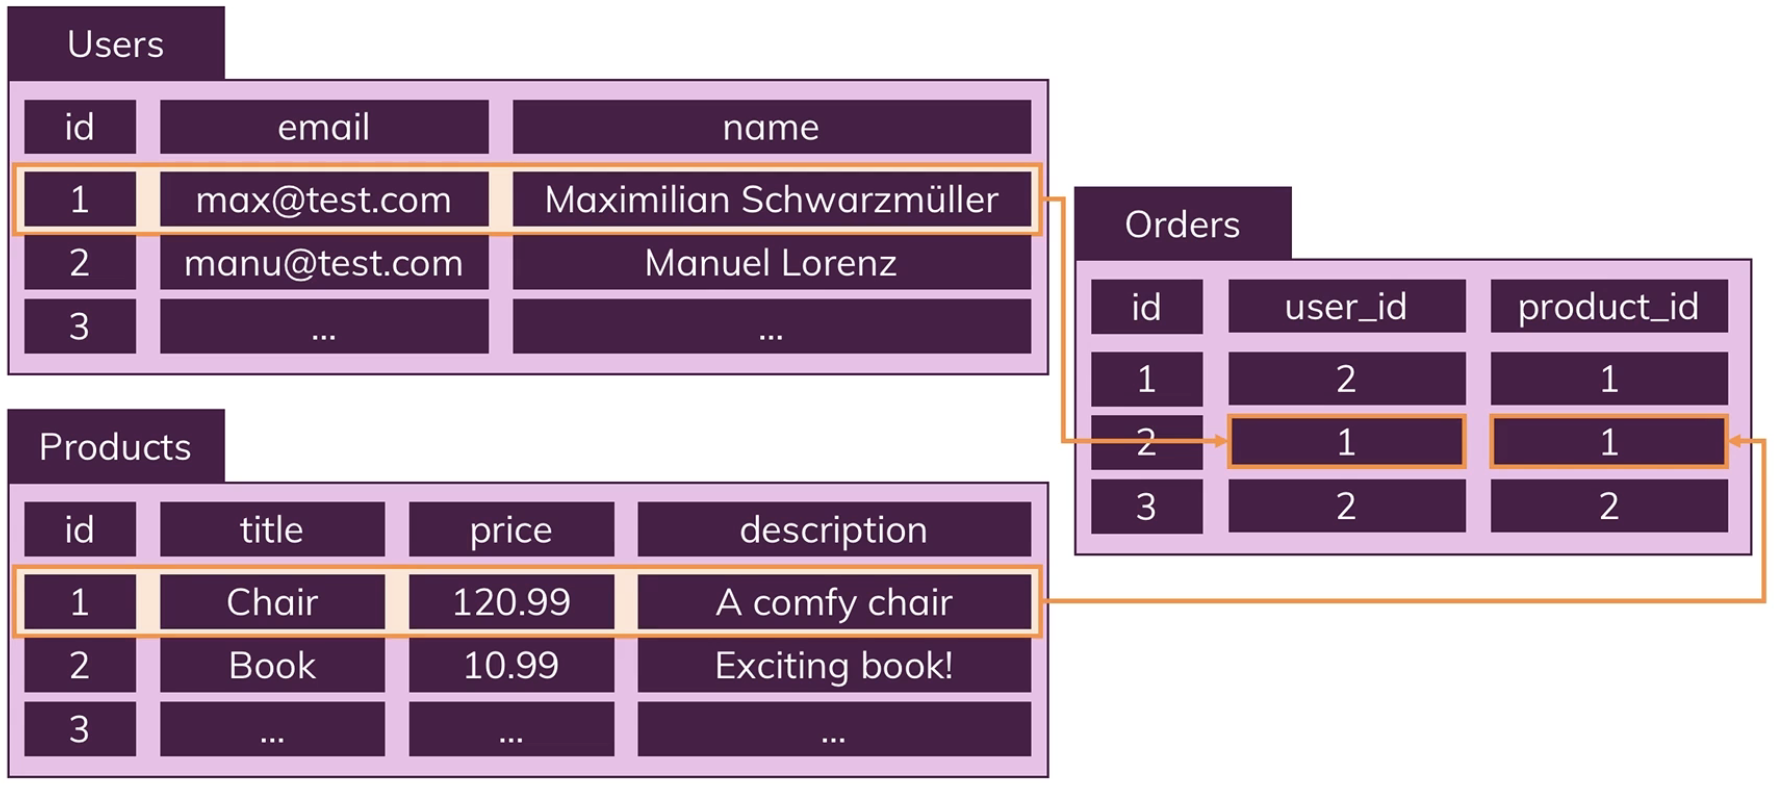 Users
id email name
1 max@test.com Maximilian Schwarzmüller
2 manu@test.com Manuel Lorenz
3 ... ...
Products
id title price description
1 Chair 120.99 A comfy chair
2 Book 10.99 Exciting book!
3 ... ... ...
Orders
id user_id product_id
1 2 1
2 1 1
3 2 2